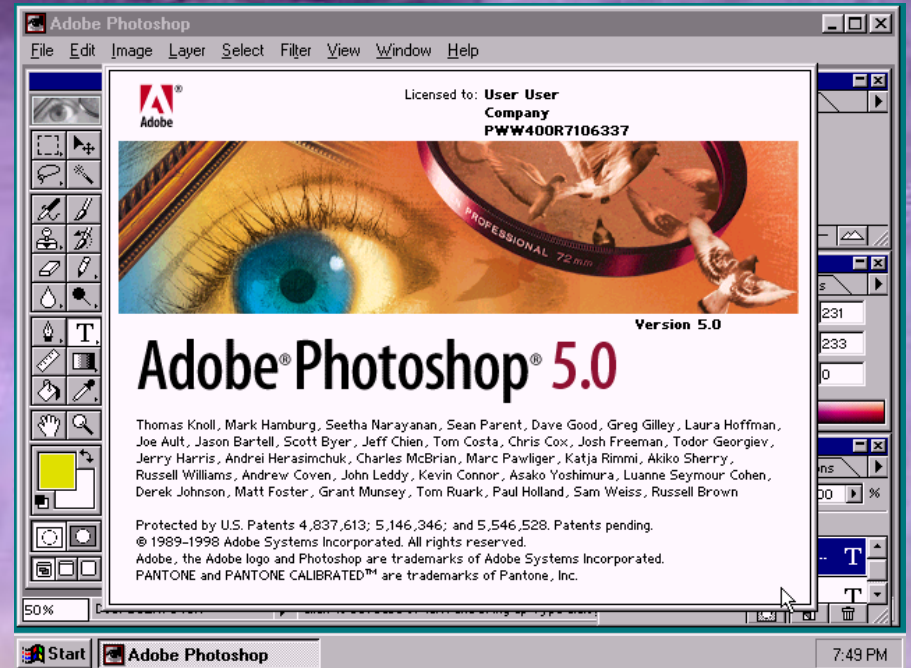 Adobe Photoshop
File Edit Image Layer Select Filter View Window Help
Adobe
Licensed to: User User
Company
PWW400R7106337
PROFESSIONAL 72mm
Version 5.0
Adobe® Photoshop® 5.0
Thomas Knoll, Mark Hamburg, Seetha Narayanan, Sean Parent, Dave Good, Greg Gilley, Laura Hoffman,
Joe Ault, Jason Bartell, Scott Byer, Jeff Chien, Tom Costa, Chris Cox, Josh Freeman, Todor Georgiev,
Jerry Harris, Andrei Herasimchuk, Charles McBrian, Marc Pawliger, Katja Rimmi, Akiko Sherry,
Russell Williams, Andrew Coven, John Leddy, Kevin Connor, Asako Yoshimura, Luanne Seymour Cohen,
Derek Johnson, Matt Foster, Grant Munsey, Tom Ruark, Paul Holland, Sam Weiss, Russell Brown
Protected by U.S. Patents 4,837,613; 5,146,346; and 5,546,528. Patents pending.
© 1989-1998 Adobe Systems Incorporated. All rights reserved.
Adobe, the Adobe logo and Photoshop are trademarks of Adobe Systems Incorporated.
PANTONE and PANTONE CALIBRATED™ are trademarks of Pantone, Inc.
231
233
0
%
T
T
T
50%
Start
Adobe Photoshop
7:49 PM